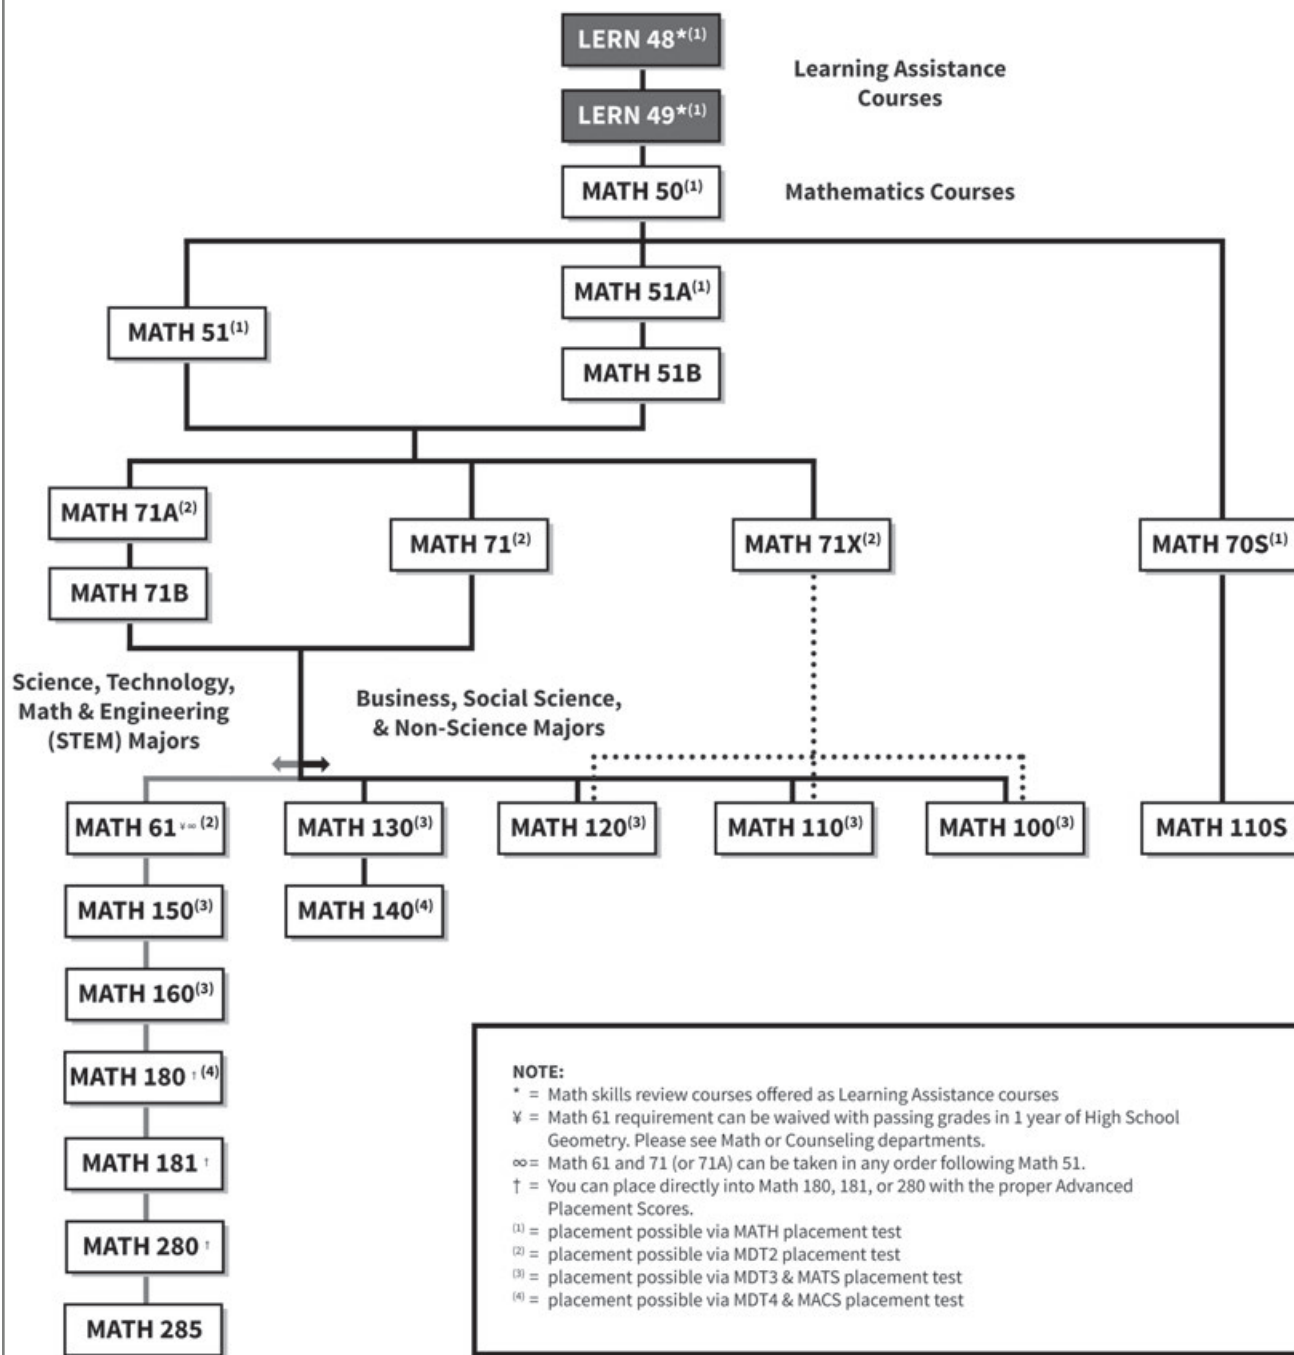 LERN 48*(1)
Learning Assistance
Courses
LERN 49*(1)
MATH 50(1)
Mathematics Courses
MATH 51A(1)
MATH 51(1)
MATH 51B
MATH 71A(2)
MATH 71(2)
MATH 71X(2)
MATH 70S(1)
MATH 71B
Science, Technology,
Math & Engineering
(STEM) Majors
Business, Social Science,
& Non-Science Majors
MATH 61 ¥∞ (2)
MATH 130(3)
MATH 120(3)
MATH 110(3)
MATH 100(3)
MATH 110S
MATH 150(3)
MATH 140(4)
MATH 160(3)
MATH 180 † (4)
MATH 181 †
MATH 280 †
MATH 285
NOTE:
* = Math skills review courses offered as Learning Assistance courses
¥ = Math 61 requirement can be waived with passing grades in 1 year of High School
Geometry. Please see Math or Counseling departments.
∞ = Math 61 and 71 (or 71A) can be taken in any order following Math 51.
† = You can place directly into Math 180, 181, or 280 with the proper Advanced
Placement Scores.
(1) = placement possible via MATH placement test
(2) = placement possible via MDT2 placement test
(3) = placement possible via MDT3 & MATS placement test
(4) = placement possible via MDT4 & MACS placement test